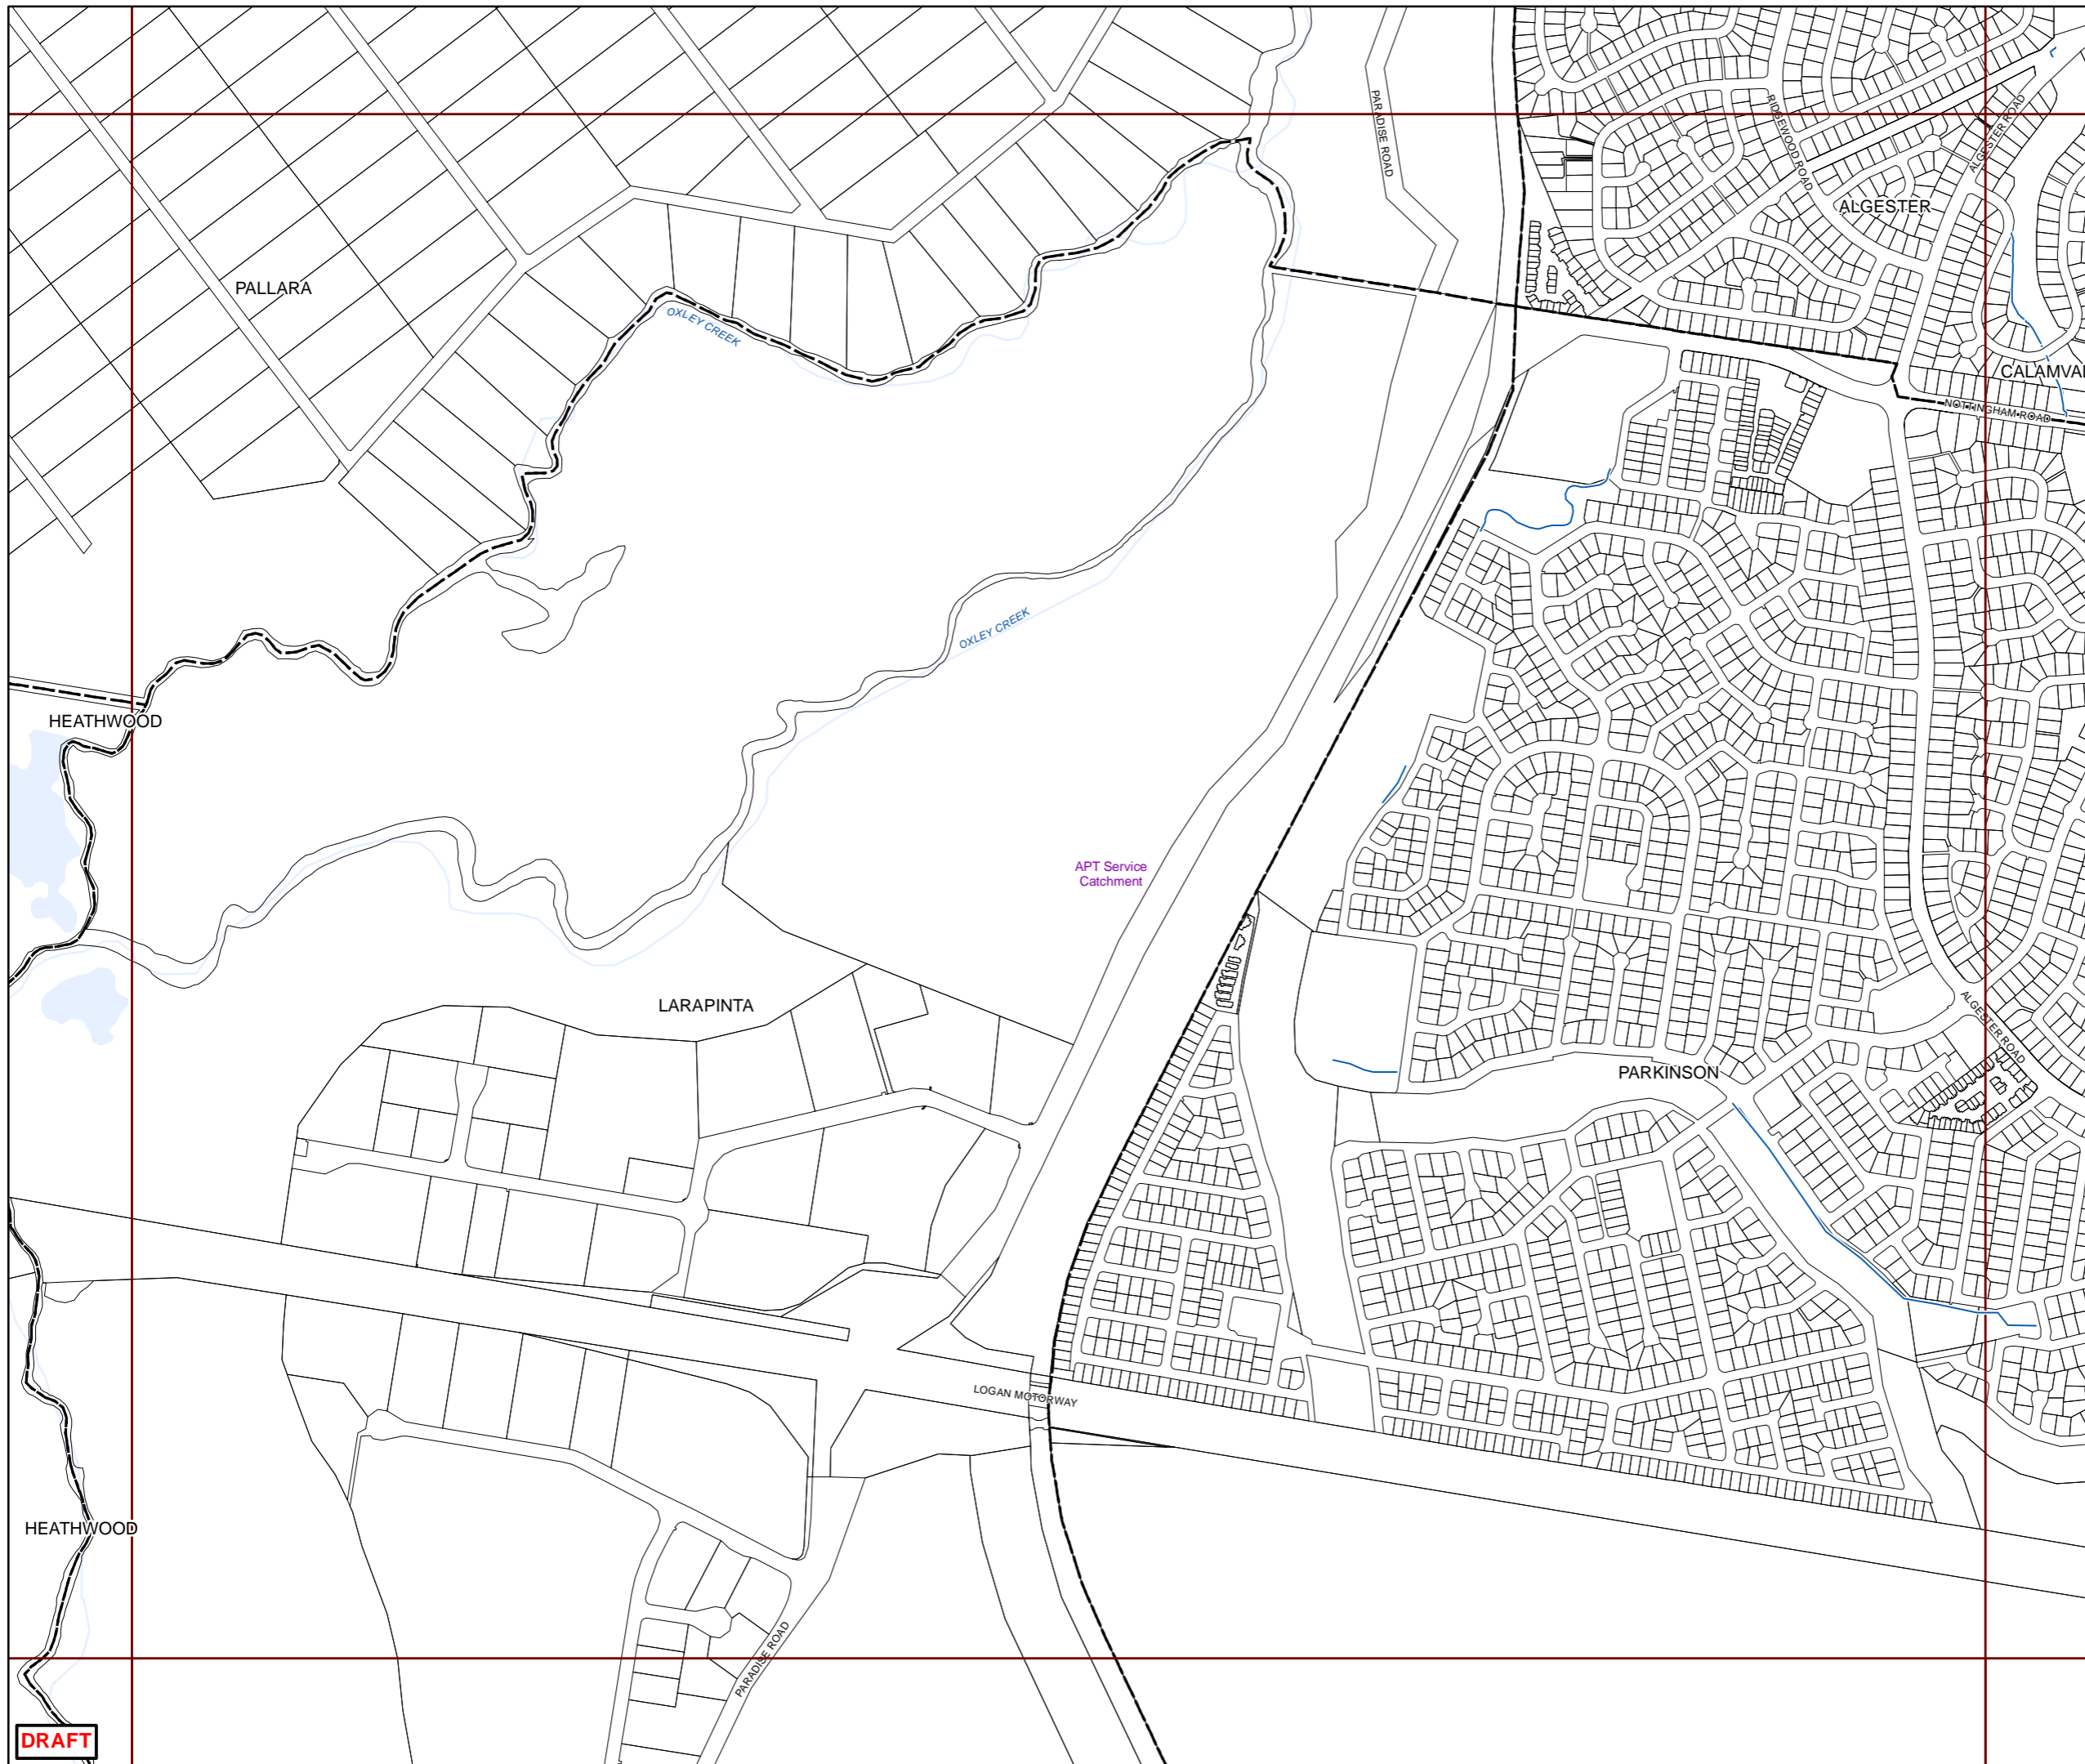 PARADISE ROAD
RIDGEWOOD ROAD
ALGESTER ROAD
ALGESTER
PALLARA
OXLEY CREEK
CALAMVAL
NOTTINGHAM ROAD
OXLEY CREEK
HEATHWOOD
APT Service
Catchment
LARAPINTA
ALGESTER ROAD
PARKINSON
LOGAN MOTORWAY
HEATHWOOD
PARADISE ROAD
DRAFT